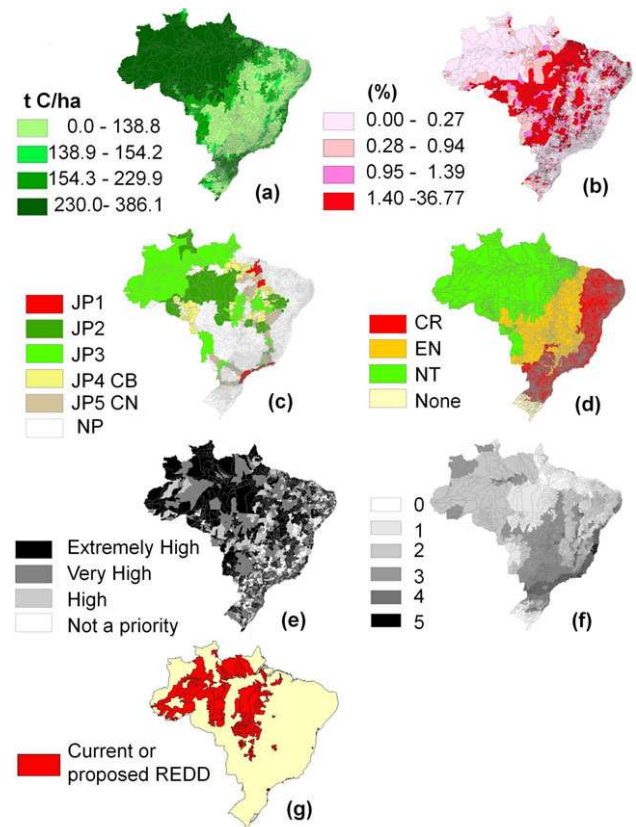 t C/ha
0.0 - 138.8
138.9 - 154.2
154.3 - 229.9
230.0- 386.1
(a)
(%)
0.00 - 0.27
0.28 - 0.94
0.95 - 1.39
1.40 -36.77
(b)
JP1
JP2
JP3
JP4 CB
JP5 CN
NP
(c)
CR
EN
NT
None
(d)
Extremely High
Very High
High
Not a priority
(e)
0
1
2
3
4
5
(f)
Current or
proposed REDD
(g)